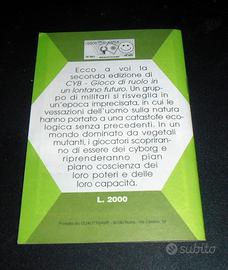 Ecco a voi la
seconda edizione di
CYB - Gioco di ruolo in
un lontano futuro. Un grup-
po di militari si risveglia in
un'epoca imprecisata, in cui le
vessazioni dell'uomo sulla natura
hanno portato a una catastofe eco-
logica senza precedenti. In un
mondo dominato da vegetali
mutanti, i giocatori scopriran-
no di essere dei cyborg e
riprenderanno pian
piano coscienza dei
loro poteri e delle
loro capacità.
L. 2000
subito